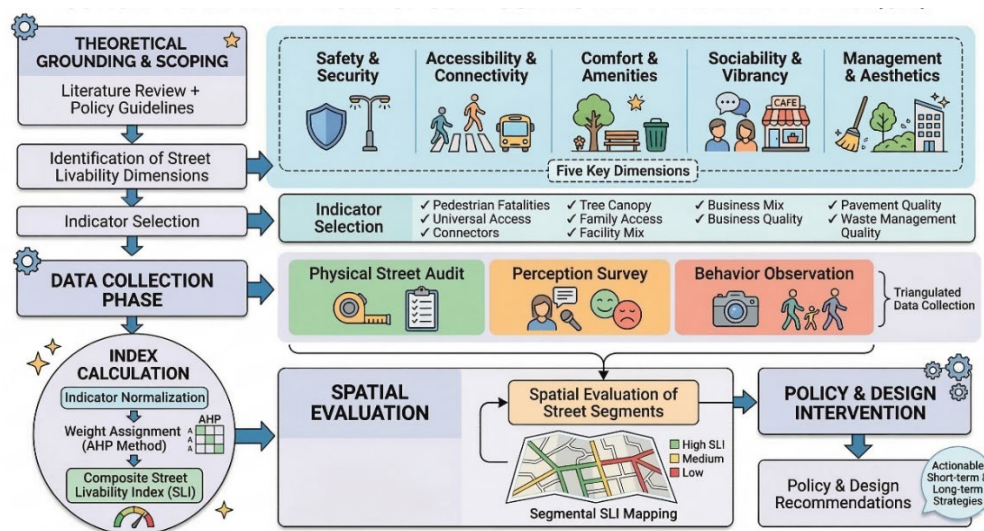 THEORETICAL
GROUNDING & SCOPING
Literature Review +
Policy Guidelines
Identification of Street
Livability Dimensions
Indicator Selection
DATA COLLECTION
PHASE
INDEX
CALCULATION
Indicator Normalization
Weight Assignment
(AHP Method)
AHP
A
A
A
Composite Street
Livability Index (SLI)
Safety &
Security
Accessibility &
Connectivity
Comfort &
Amenities
Sociability &
Vibrancy
CAFE
Management
& Aesthetics
Five Key Dimensions
Indicator
Selection
✓ Pedestrian Fatalities
✓ Universal Access
✓ Connectors
✓ Tree Canopy
✓ Family Access
✓ Facility Mix
✓ Business Mix
✓ Business Quality
✓ Pavement Quality
✓ Waste Management
Quality
Physical Street Audit
Perception Survey
Behavior Observation
Triangulated
Data Collection
SPATIAL
EVALUATION
Spatial Evaluation of
Street Segments
High SLI
Medium
Low
Segmental SLI Mapping
POLICY & DESIGN
INTERVENTION
Policy & Design
Recommendations
Actionable
Short-term &
Long-term
Strategies